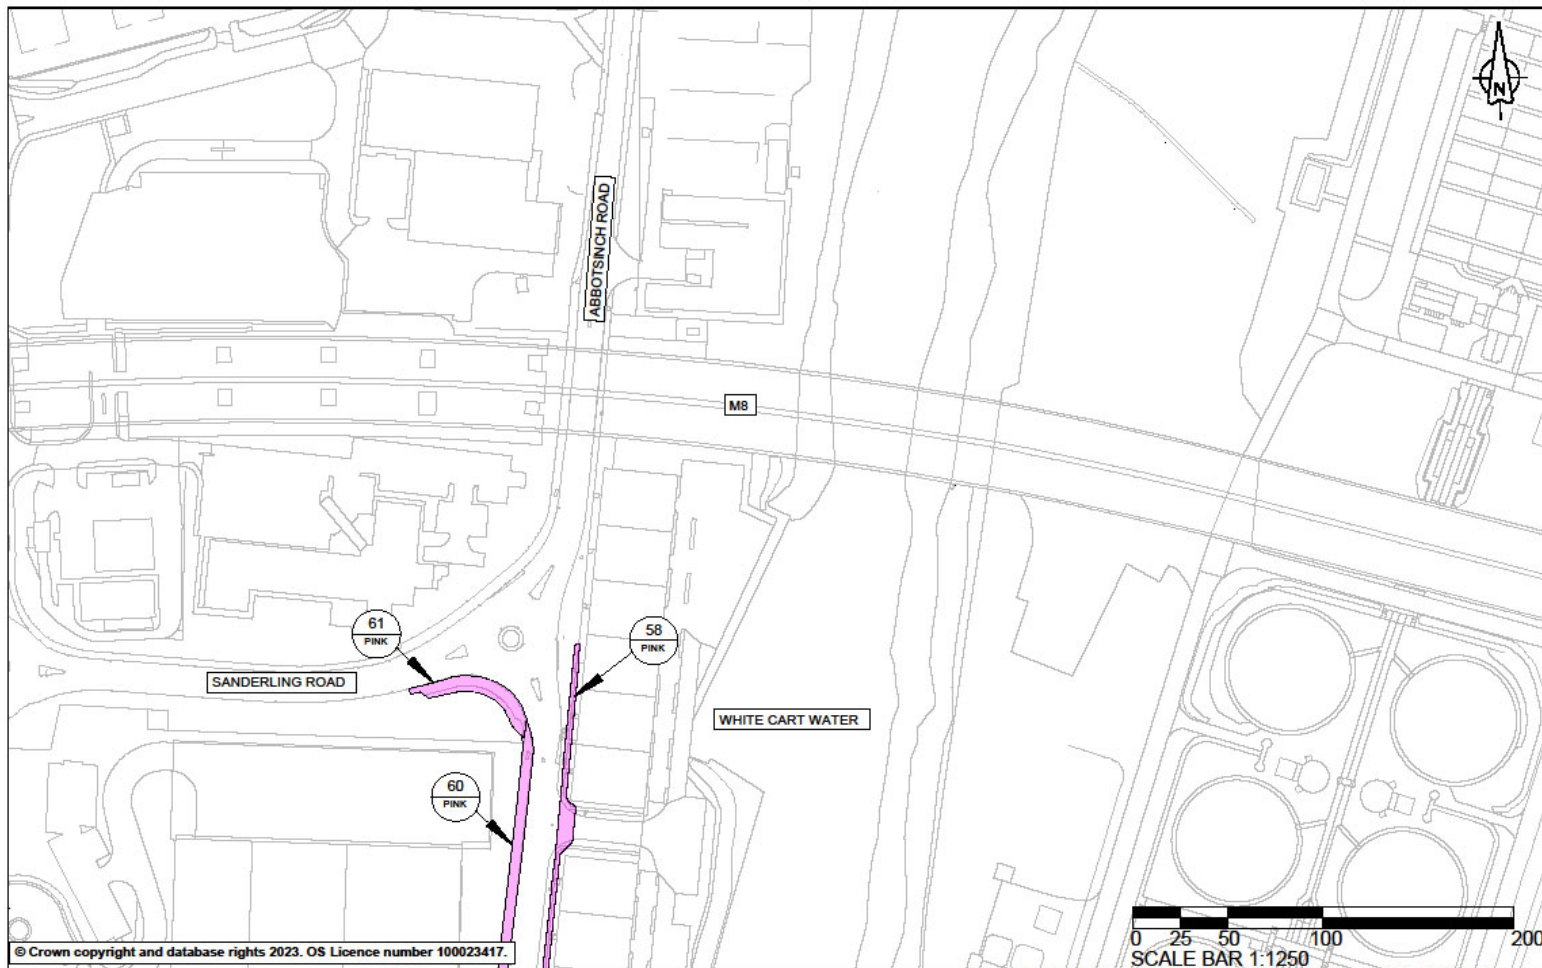 N
ABBOTSINCH ROAD
M8
61
PINK
58
PINK
SANDERLING ROAD
WHITE CART WATER
60
PINK
0 25 50 100 200
SCALE BAR 1:1250
© Crown copyright and database rights 2023. OS Licence number 100023417.